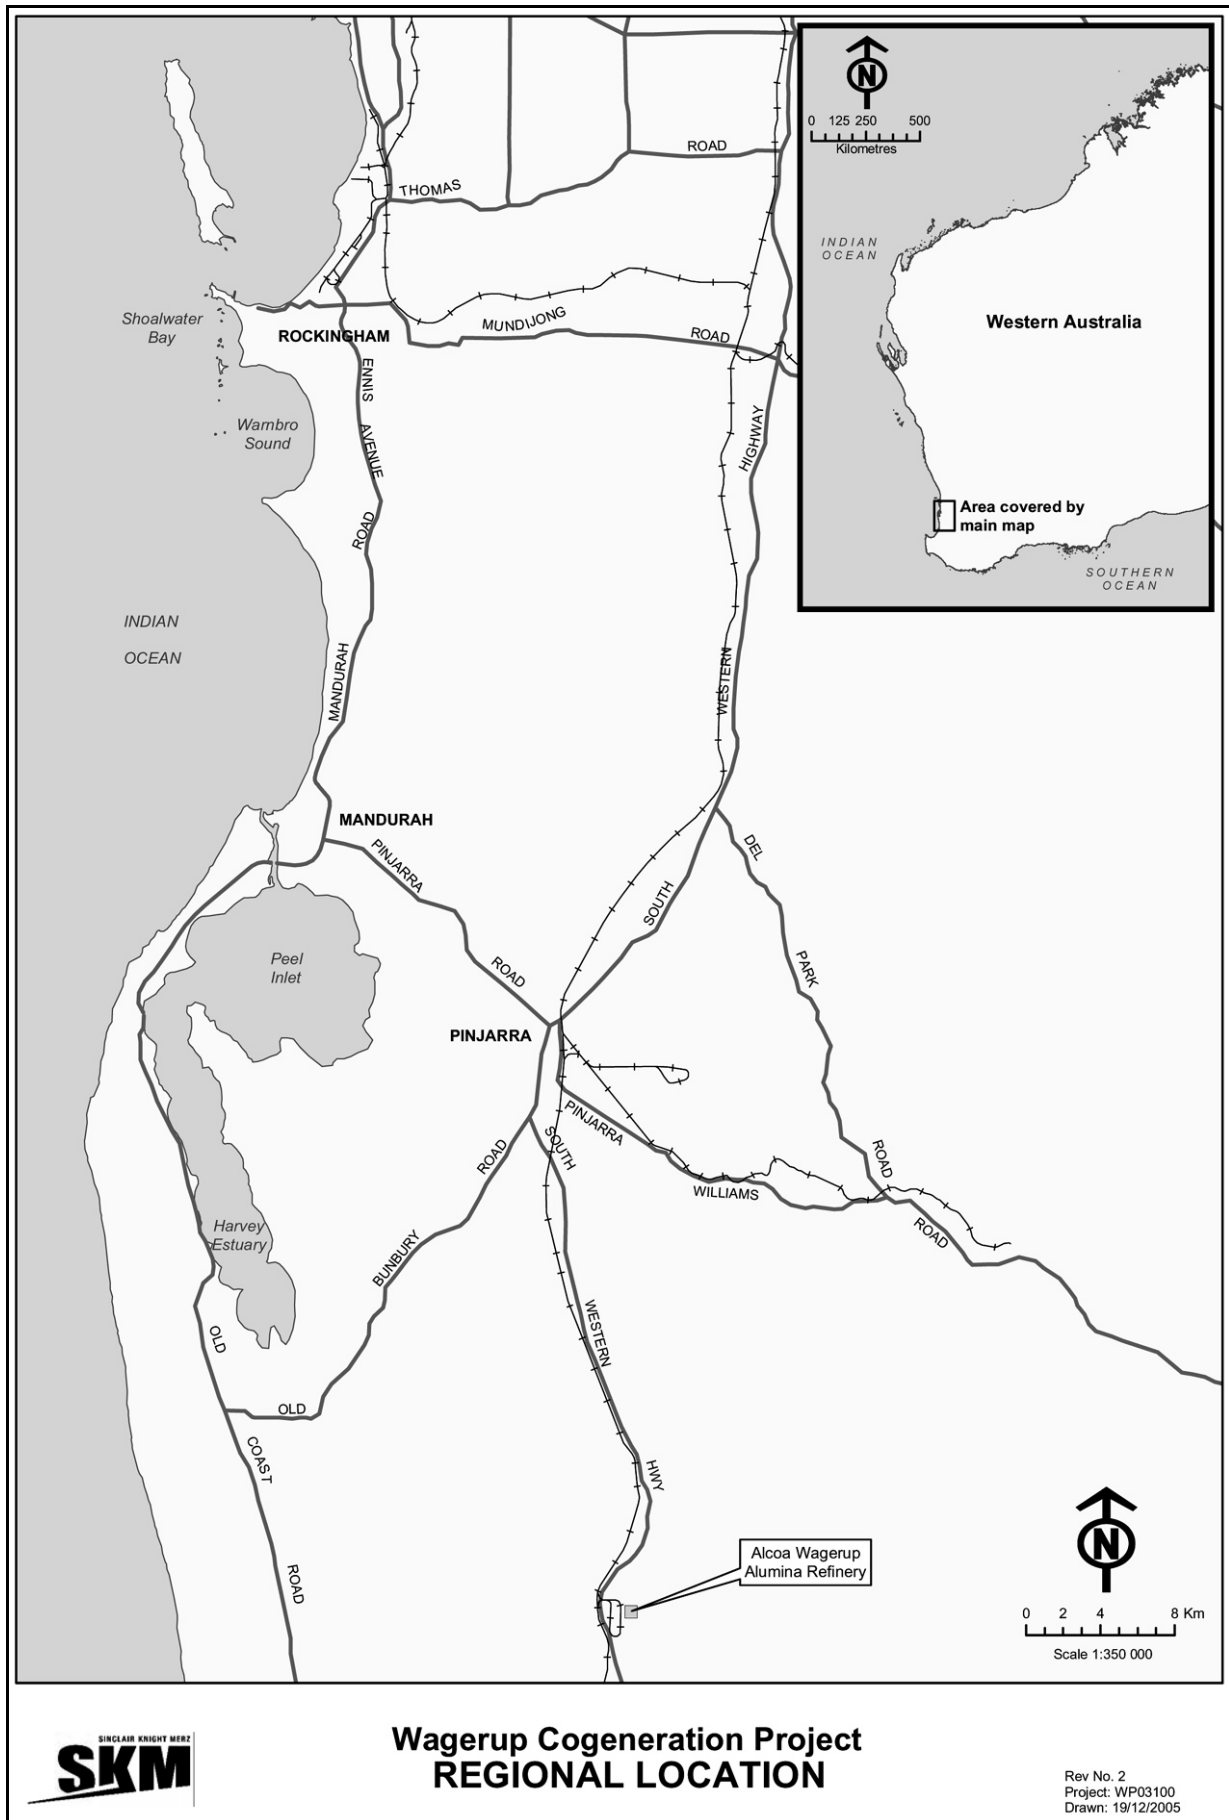 ROAD
THOMAS
Shoalwater
Bay
ROCKINGHAM
MUNDIJONG
ROAD
ENNIS
AVENUE
Warnbro
Sound
HIGHWAY
ROAD
INDIAN
OCEAN
MANDURAH
WESTERN
MANDURAH
PINJARRA
DEL
SOUTH
PARK
Peel
Inlet
ROAD
PINJARRA
PINJARRA
SOUTH
ROAD
ROAD
WILLIAMS
ROAD
Harvey
Estuary
BUNBURY
WESTERN
OLD
OLD
COAST
HWY
ROAD
Alcoa Wagerup
Alumina Refinery
N
0 2 4 8 Km
Scale 1:350 000
N
0 125 250 500
Kilometres
INDIAN
OCEAN
Western Australia
Area covered by
main map
SOUTHERN
OCEAN
SINCLAIR KNIGHT MERZ
SKM
Wagerup Cogeneration Project
REGIONAL LOCATION
Rev No. 2
Project: WP03100
Drawn: 19/12/2005